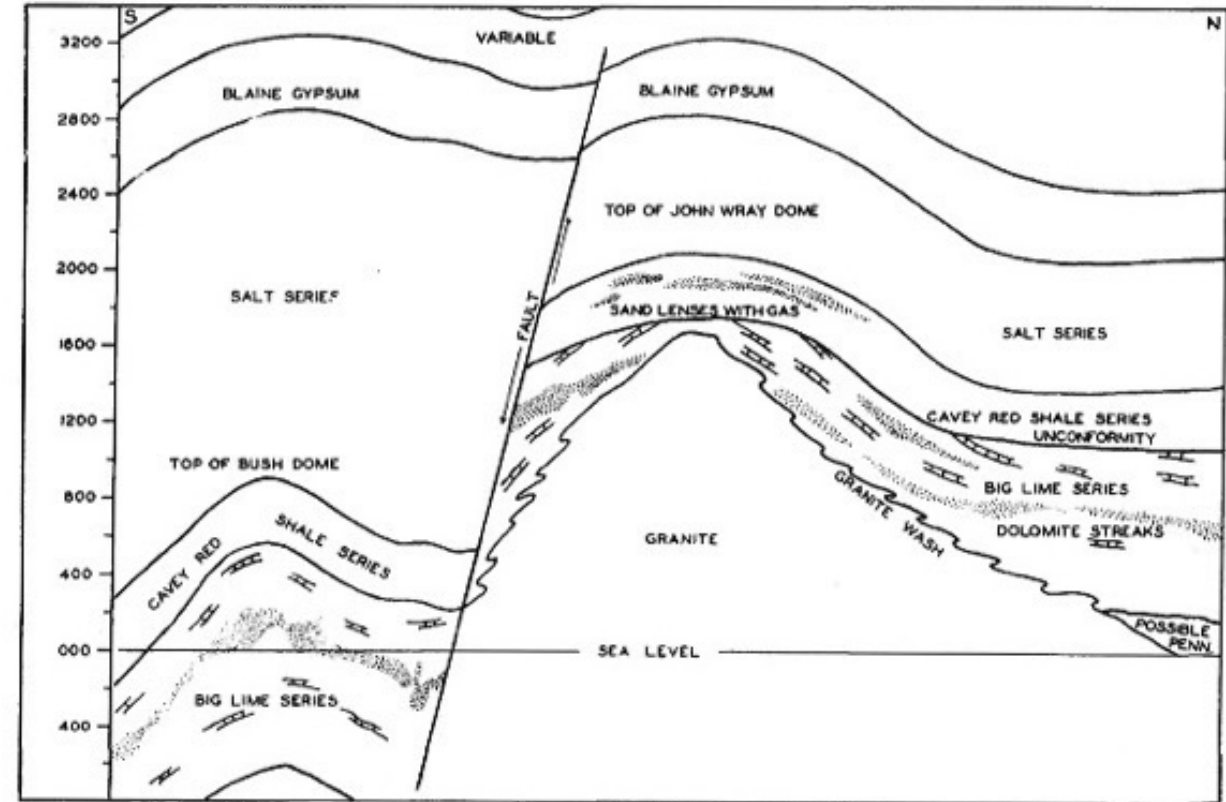 S
N
VARIABLE
3200
BLAINE GYPSUM
BLAINE GYPSUM
2800
2400
TOP OF JOHN WRAY DOME
2000
SALT SERIES
FAULT
SAND LENSES WITH GAS
SALT SERIES
1600
1200
CAVEY RED SHALE SERIES
UNCONFORMITY
TOP OF BUSH DOME
800
BIG LIME SERIES
GRANITE WASH
DOLOMITE STREAKS
CAVEY RED
SHALE SERIES
GRANITE
400
POSSIBLE
PENN.
000
SEA LEVEL
BIG LIME SERIES
400